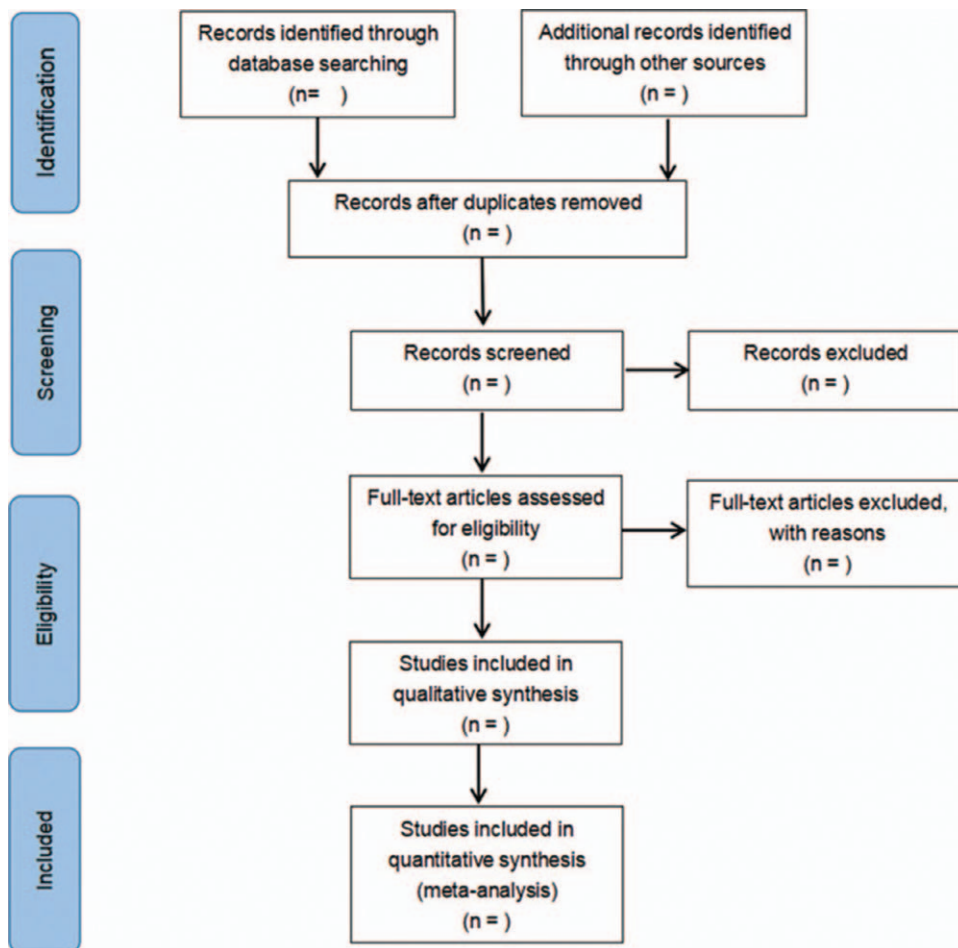 Identification
Records identified through
database searching
(n=   )
Additional records identified
through other sources
(n = )
Records after duplicates removed
(n = )
Screening
Records screened
(n = )
Records excluded
(n = )
Eligibility
Full-text articles assessed
for eligibility
(n = )
Full-text articles excluded,
with reasons
(n = )
Studies included in
qualitative synthesis
(n = )
Included
Studies included in
quantitative synthesis
(meta-analysis)
(n = )